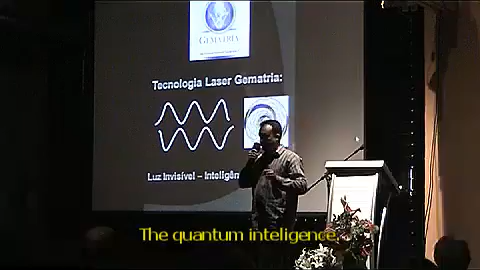 GEMATRIA
Tecnologia Laser Gematria:
Luz Invisível – Inteligên
The quantum inteligence,